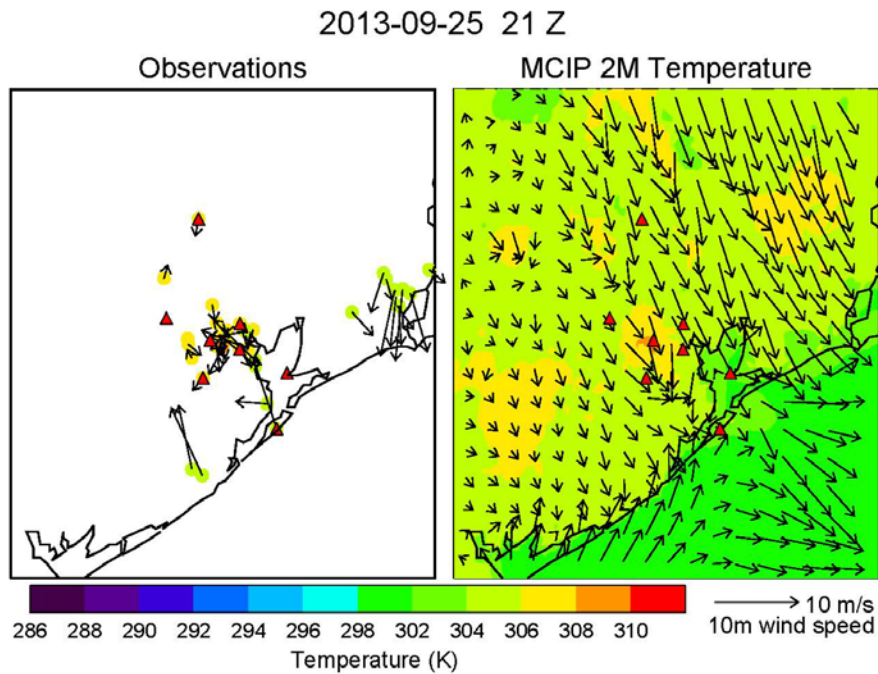 2013-09-25 21 Z
Observations
MCIP 2M Temperature
286 288 290 292 294 296 298 302 304 306 308 310
10 m/s
10m wind speed
Temperature (K)